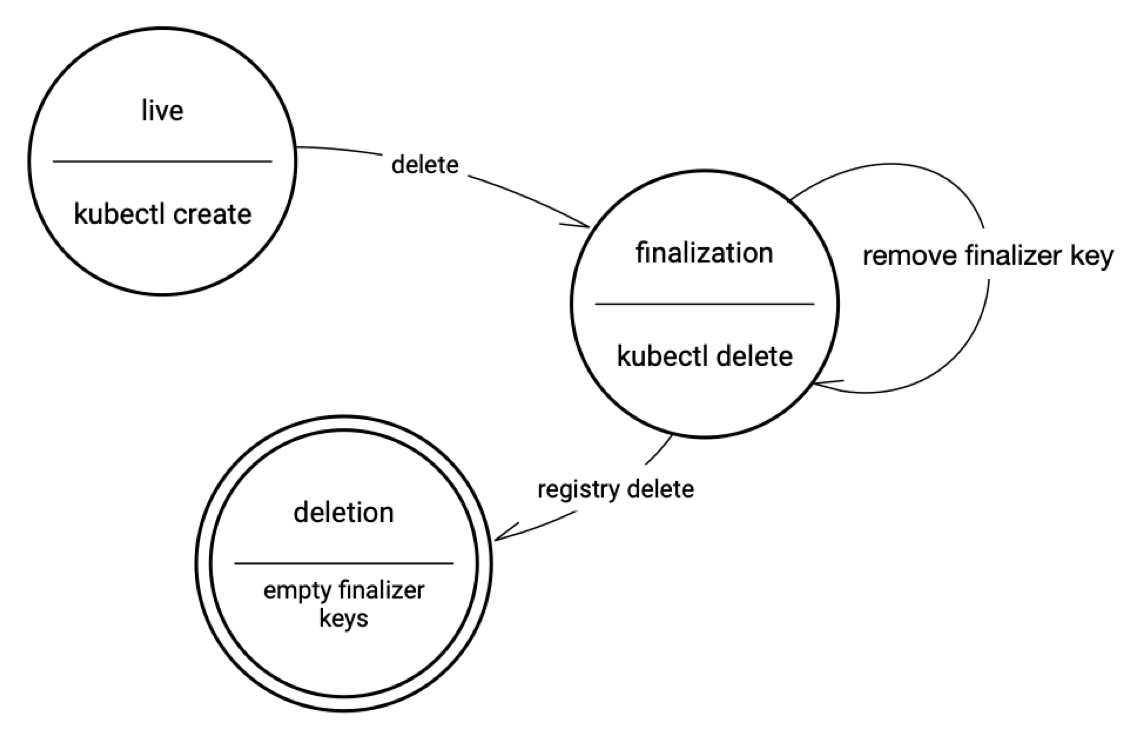 live
kubectl create
delete
finalization
kubectl delete
remove finalizer key
registry delete
deletion
empty finalizer
keys